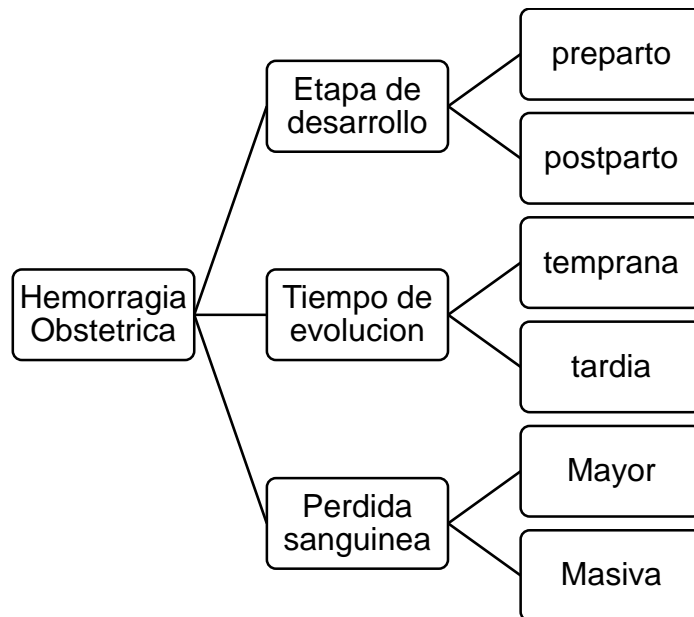 Hemorragia
Obstetrica
Etapa de
desarrollo
preparto
postparto
Tiempo de
evolucion
temprana
tardia
Perdida
sanguinea
Mayor
Masiva